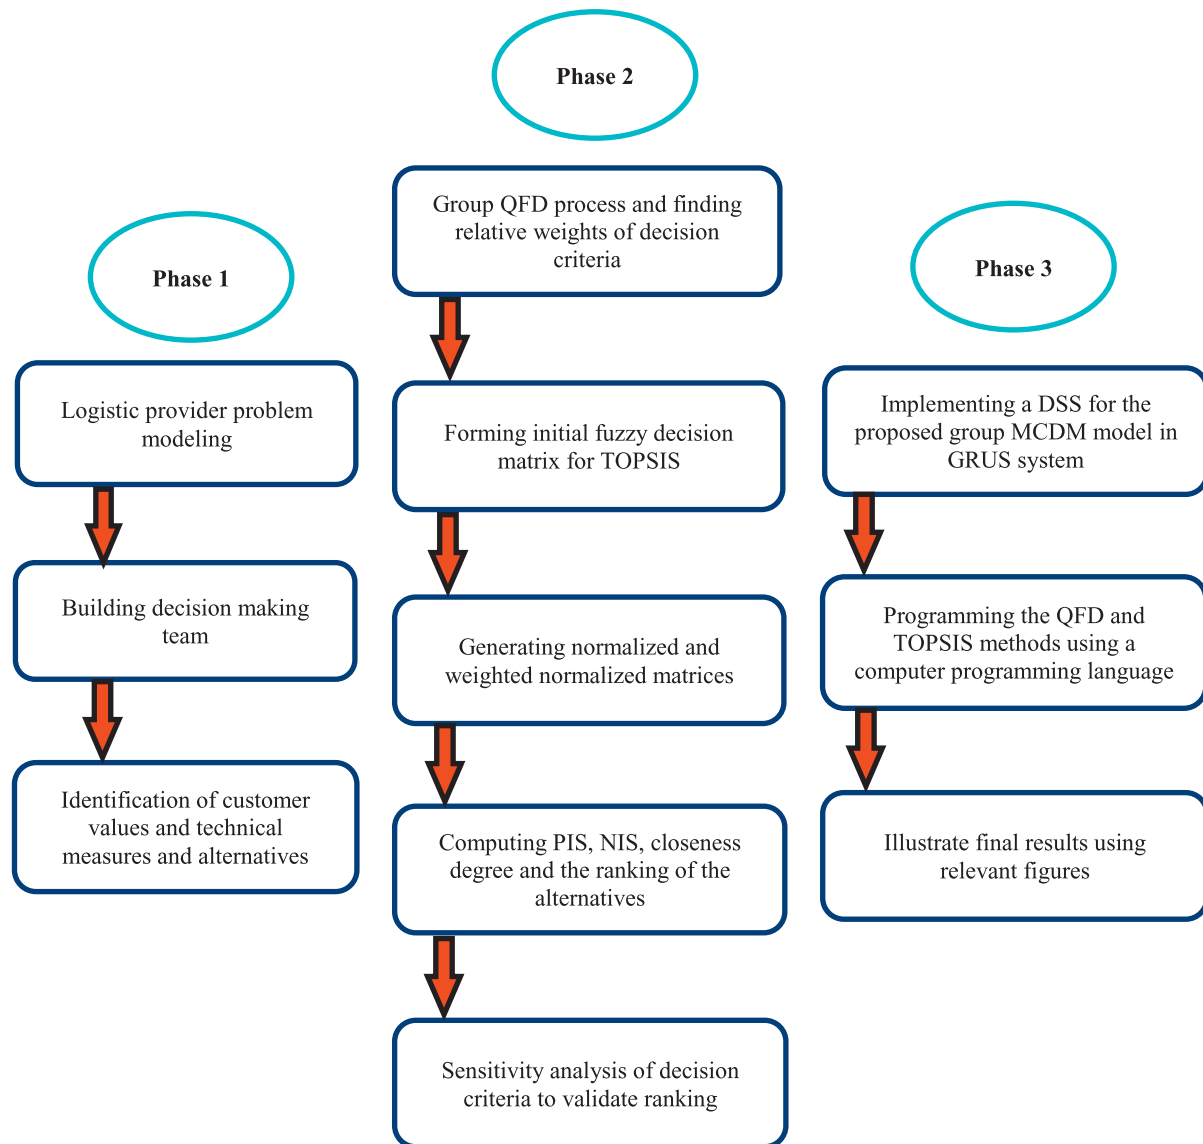 Phase 1
Logistic provider problem
modeling
Building decision making
team
Identification of customer
values and technical
measures and alternatives
Phase 2
Group QFD process and finding
relative weights of decision
criteria
Forming initial fuzzy decision
matrix for TOPSIS
Generating normalized and
weighted normalized matrices
Computing PIS, NIS, closeness
degree and the ranking of the
alternatives
Sensitivity analysis of decision
criteria to validate ranking
Phase 3
Implementing a DSS for the
proposed group MCDM model in
GRUS system
Programming the QFD and
TOPSIS methods using a
computer programming language
Illustrate final results using
relevant figures